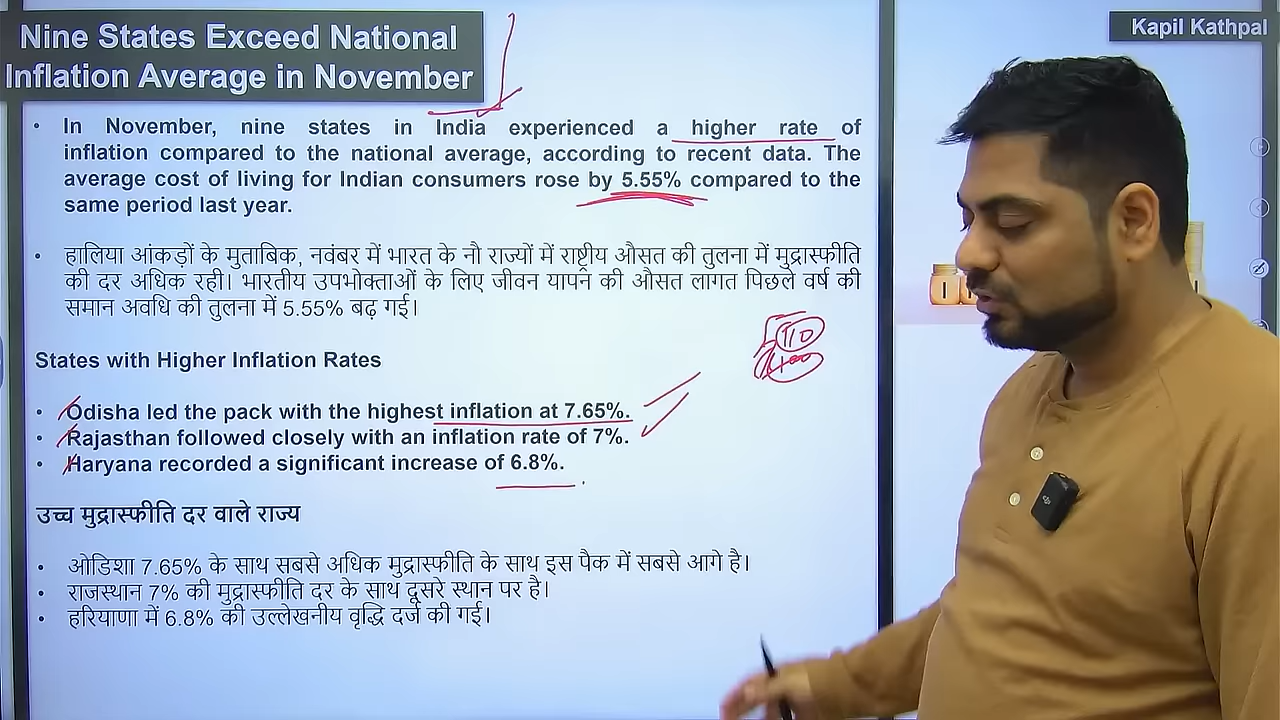 Nine States Exceed National
Inflation Average in November
Kapil Kathpal
• In November, nine states in India experienced a higher rate of
inflation compared to the national average, according to recent data. The
average cost of living for Indian consumers rose by 5.55% compared to the
same period last year.
• हालिया आंकड़ों के मुताबिक, नवंबर में भारत के नौ राज्यों में राष्ट्रीय औसत की तुलना में मुद्रास्फीति
की दर अधिक रही। भारतीय उपभोक्ताओं के लिए जीवन यापन की औसत लागत पिछले वर्ष की
समान अवधि की तुलना में 5.55% बढ़ गई।
States with Higher Inflation Rates
• Odisha led the pack with the highest inflation at 7.65%.
• Rajasthan followed closely with an inflation rate of 7%.
• Haryana recorded a significant increase of 6.8%.
उच्च मुद्रास्फीति दर वाले राज्य
• ओडिशा 7.65% के साथ सबसे अधिक मुद्रास्फीति के साथ इस पैक में सबसे आगे है।
• राजस्थान 7% की मुद्रास्फीति दर के साथ दूसरे स्थान पर है।
• हरियाणा में 6.8% की उल्लेखनीय वृद्धि दर्ज की गई।